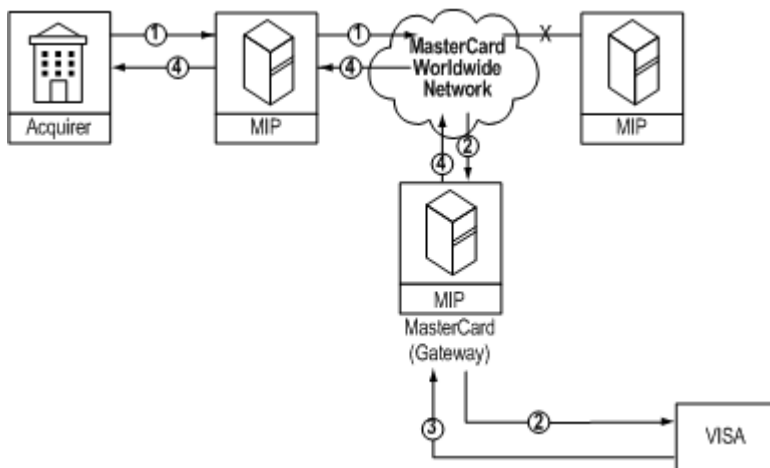 1
1
X
4
4
MasterCard
Worldwide
Network
Acquirer
MIP
MIP
4
2
MIP
MasterCard
(Gateway)
3
2
VISA